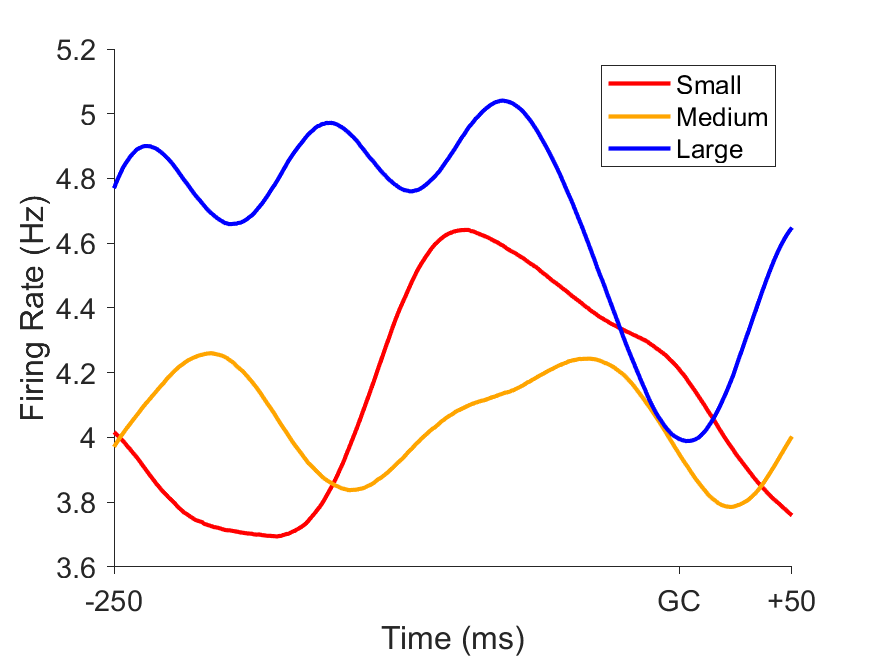 5.2
5
4.8
4.6
4.4
4.2
4
3.8
3.6
Firing Rate (Hz)
Small
Medium
Large
-250 GC +50
Time (ms)